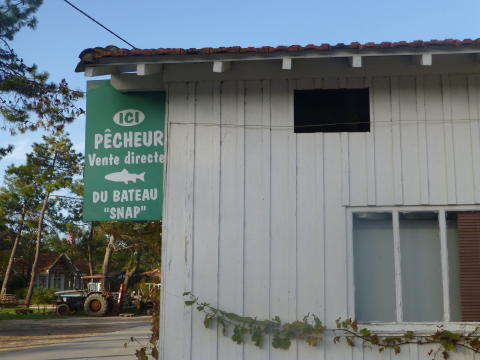 ICI
PÊCHEUR
Vente directe
DU BATEAU
"SNAP"